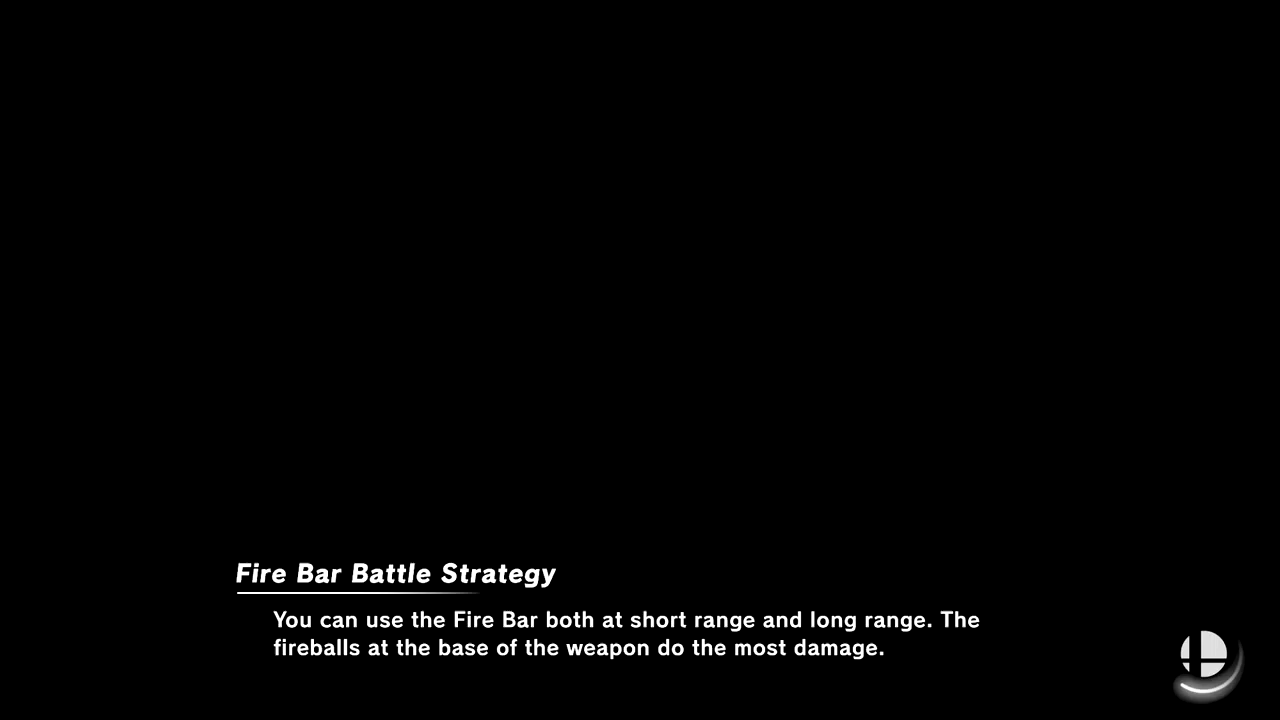 Fire Bar Battle Strategy
You can use the Fire Bar both at short range and long range. The
fireballs at the base of the weapon do the most damage.